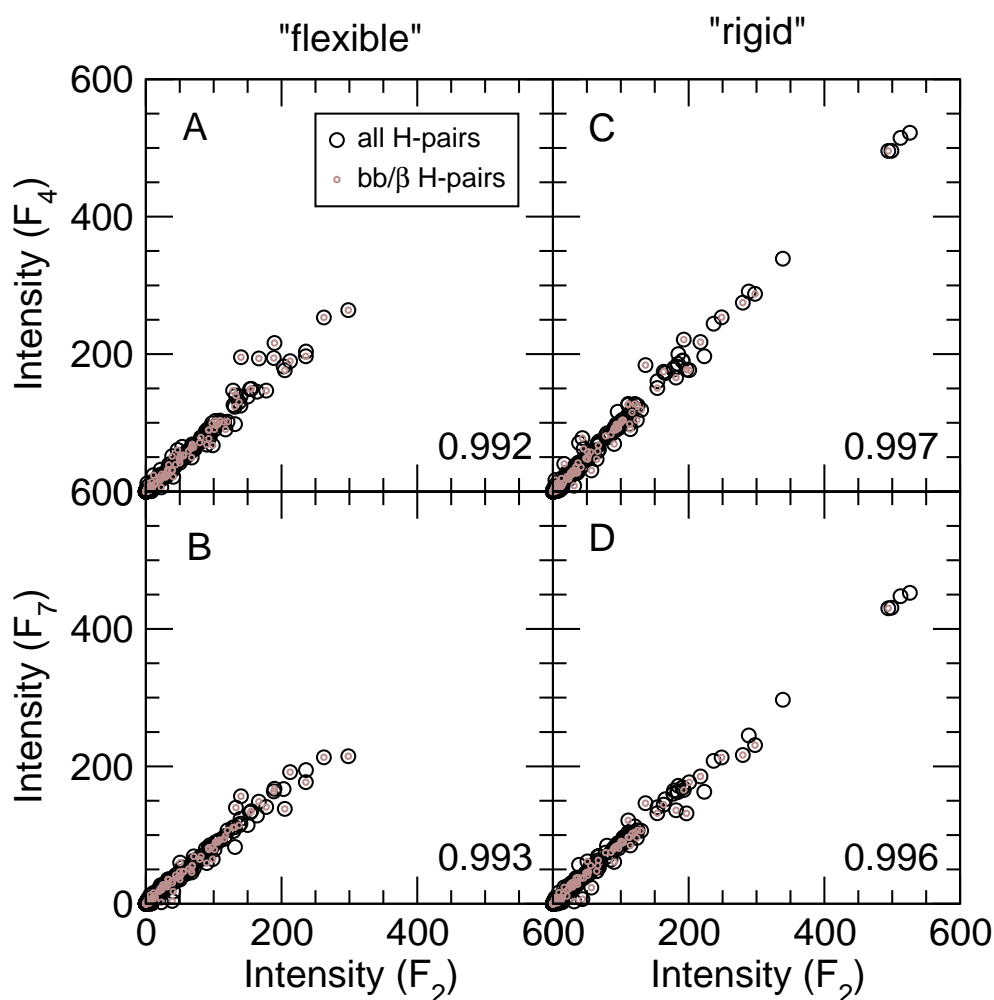 "flexible"
"rigid"
A
C
all H-pairs
bb/β H-pairs
600
400
200
600
Intensity (F4)
0.992
0.997
B
D
400
200
0
Intensity (F7)
0.993
0.996
0 200 400 600 200 400 600
0
Intensity (F2)
Intensity (F2)